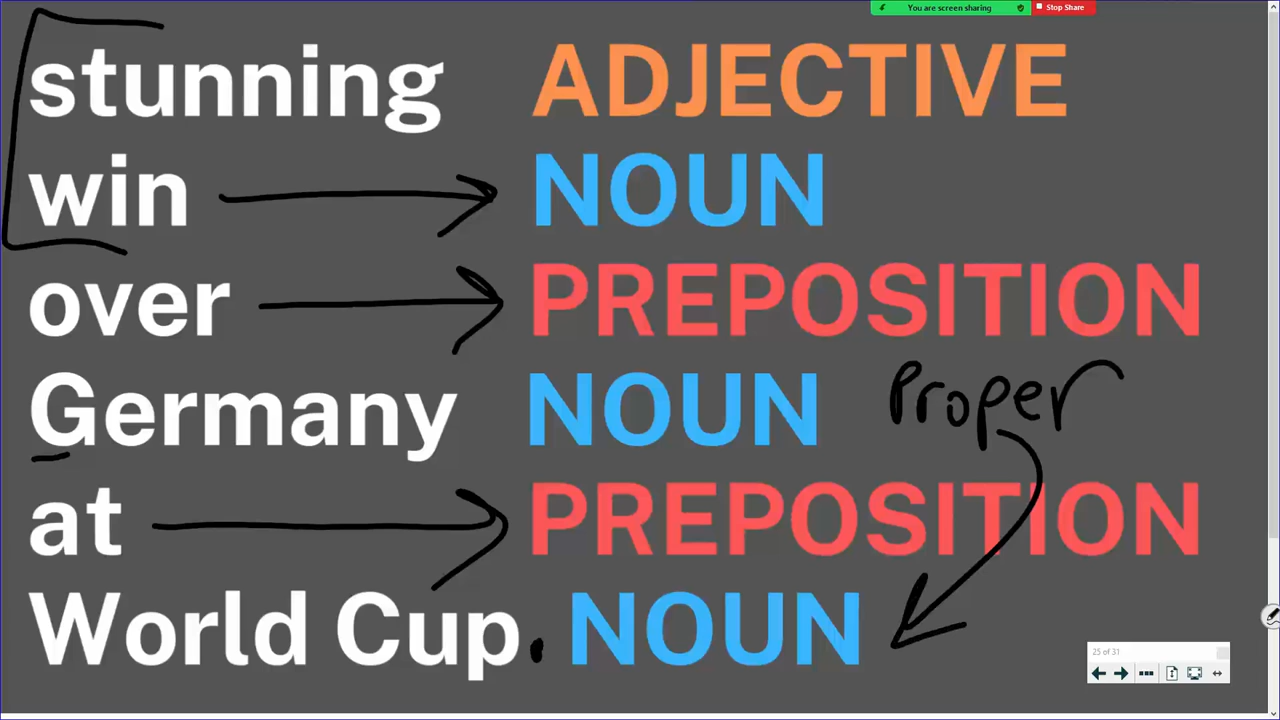 You are screen sharing Stop Share
stunning ADJECTIVE
win NOUN
over PREPOSITION
Germany NOUN Proper
at PREPOSITION
World Cup. NOUN
25 of 31